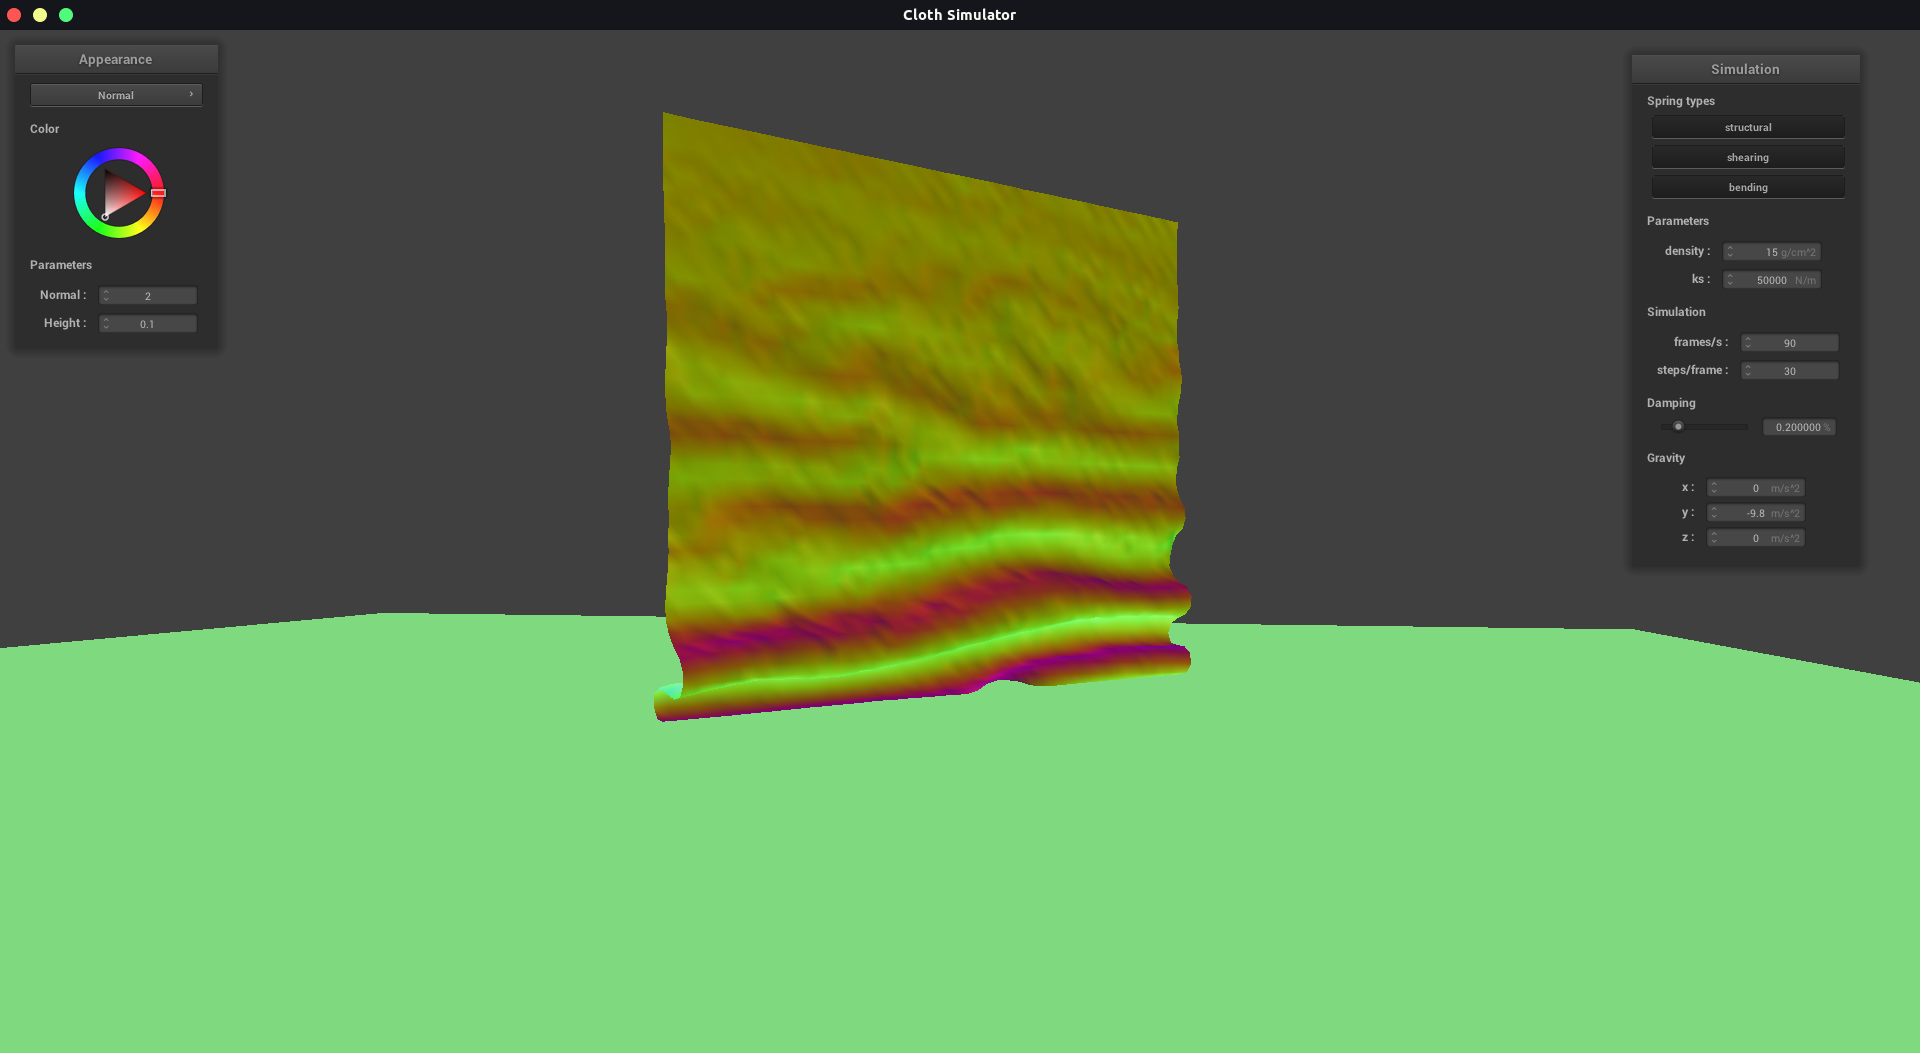 Cloth Simulator
Appearance
Normal
Color
Parameters
Normal : 2
Height : 0.1
Simulation
Spring types
structural
shearing
bending
Parameters
density : 15 g/cm^2
ks : 50000 N/m
Simulation
frames/s : 90
steps/frame : 30
Damping
0.200000 %
Gravity
x : 0 m/s^2
y : -9.8 m/s^2
z : 0 m/s^2